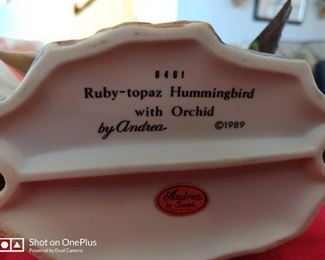 8461
Ruby-topaz Hummingbird
with Orchid
by Andrea ©1989
Andrea
by Sadek
Shot on OnePlus
Powered by Dual Camera